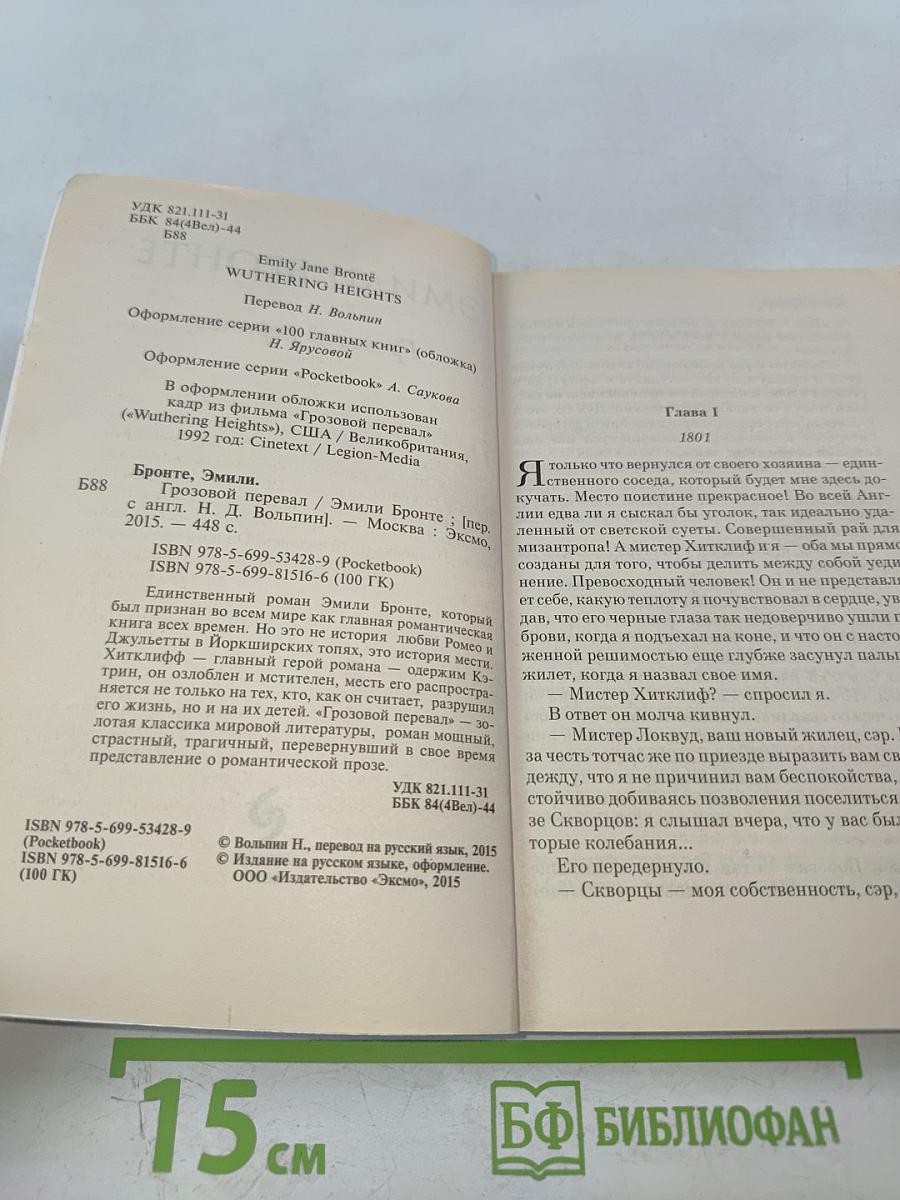 УДК 821.111-31
ББК 84(4Вел)-44
Б88
Emily Jane Brontë
WUTHERING HEIGHTS
Перевод Н. Вольпин
Оформление серии «100 главных книг» (обложка)
Н. Ярусовой
Оформление серии «Pocketbook» А. Саукова
В оформлении обложки использован
кадр из фильма «Грозовой перевал»
(«Wuthering Heights»), США / Великобритания,
1992 год: Cinetext / Legion-Media
Бронте, Эмили.
Б88 Грозовой перевал / Эмили Бронте ; [пер.
с англ. Н. Д. Вольпин]. — Москва : Эксмо,
2015. — 448 с.
ISBN 978-5-699-53428-9 (Pocketbook)
ISBN 978-5-699-81516-6 (100 ГК)
Единственный роман Эмили Бронте, который
был признан во всем мире как главная романтическая
книга всех времен. Но это не история любви Ромео и
Джульетты в Йоркширских топях, это история мести.
Хитклифф — главный герой романа — одержим Кэ-
трин, он озлоблен и мстителен, месть его распростра-
няется не только на тех, кто, как он считает, разрушил
его жизнь, но и на их детей. «Грозовой перевал» — зо-
лотая классика мировой литературы, роман мощный,
страстный, трагичный, перевернувший в свое время
представление о романтической прозе.
УДК 821.111-31
ББК 84(4Вел)-44
ISBN 978-5-699-53428-9
(Pocketbook)
ISBN 978-5-699-81516-6
(100 ГК)
© Вольпин Н., перевод на русский язык, 2015
© Издание на русском языке, оформление.
ООО «Издательство «Эксмо», 2015
Глава I
1801
Я только что вернулся от своего хозяина — един-
ственного соседа, который будет мне здесь до-
кучать. Место поистине прекрасное! Во всей Анг-
лии едва ли я сыскал бы уголок, так идеально уда-
ленный от светской суеты. Совершенный рай для
мизантропа! А мистер Хитклиф и я — оба мы прямо
созданы для того, чтобы делить между собой уеди-
нение. Превосходный человек! Он и не представля-
ет себе, какую теплоту я почувствовал в сердце, уви-
дав, что его черные глаза так недоверчиво ушли п
брови, когда я подъехал на коне, и что он с насто
женной решимостью еще глубже засунул паль
жилет, когда я назвал свое имя.
— Мистер Хитклиф? — спросил я.
В ответ он молча кивнул.
— Мистер Локвуд, ваш новый жилец, сэр.
за честь тотчас же по приезде выразить вам св
дежду, что я не причинил вам беспокойства,
стойчиво добиваясь позволения поселиться
зе Скворцов: я слышал вчера, что у вас был
торые колебания...
Его передернуло.
— Скворцы — моя собственность, сэр,
15 см
БФ БИБЛИОФАН